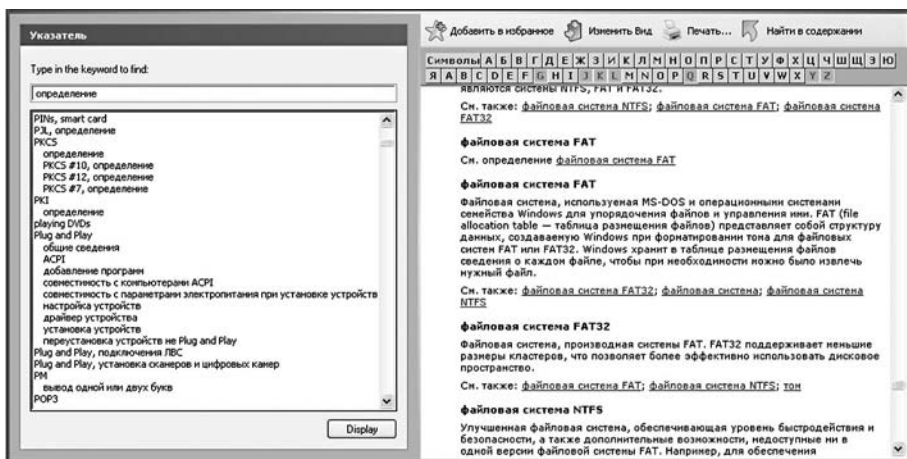 Указатель
Type in the keyword to find:
определение
PINs, smart card
PJL, определение
PKCS
определение
PKCS #10, определение
PKCS #12, определение
PKCS #7, определение
PKI
определение
playing DVDs
Plug and Play
общие сведения
ACPI
добавление программ
совместимость с компьютерами ACPI
совместимость с параметрами электропитания при установке устройств
настройка устройств
драйвер устройства
установка устройств
переустановка устройств не Plug and Play
Plug and Play, подключения ЛВС
Plug and Play, установка сканеров и цифровых камер
PM
вывод одной или двух букв
POP3
Display
Добавить в избранное Изменить Вид Печать... Найти в содержании
Символы А Б В Г Д Е Ж З И К Л М Н О П Р С Т У Ф Х Ц Ч Ш Щ Э Ю
Я A B C D E F G H I J K L M N O P Q R S T U V W X Y Z
являются системы NTFS, FAT и FAT32.
См. также: файловая система NTFS; файловая система FAT; файловая система
FAT32
файловая система FAT
См. определение файловая система FAT
файловая система FAT
Файловая система, используемая MS-DOS и операционными системами
семейства Windows для упорядочения файлов и управления ими. FAT (file
allocation table — таблица размещения файлов) представляет собой структуру
данных, создаваемую Windows при форматировании тома для файловых
систем FAT или FAT32. Windows хранит в таблице размещения файлов
сведения о каждом файле, чтобы при необходимости можно было извлечь
нужный файл.
См. также: файловая система FAT32; файловая система; файловая система
NTFS
файловая система FAT32
Файловая система, производная системы FAT. FAT32 поддерживает меньшие
размеры кластеров, что позволяет более эффективно использовать дисковое
пространство.
См. также: файловая система FAT; файловая система NTFS; том
файловая система NTFS
Улучшенная файловая система, обеспечивающая уровень быстродействия и
безопасности, а также дополнительные возможности, недоступные ни в
одной версии файловой системы FAT. Например, для обеспечения